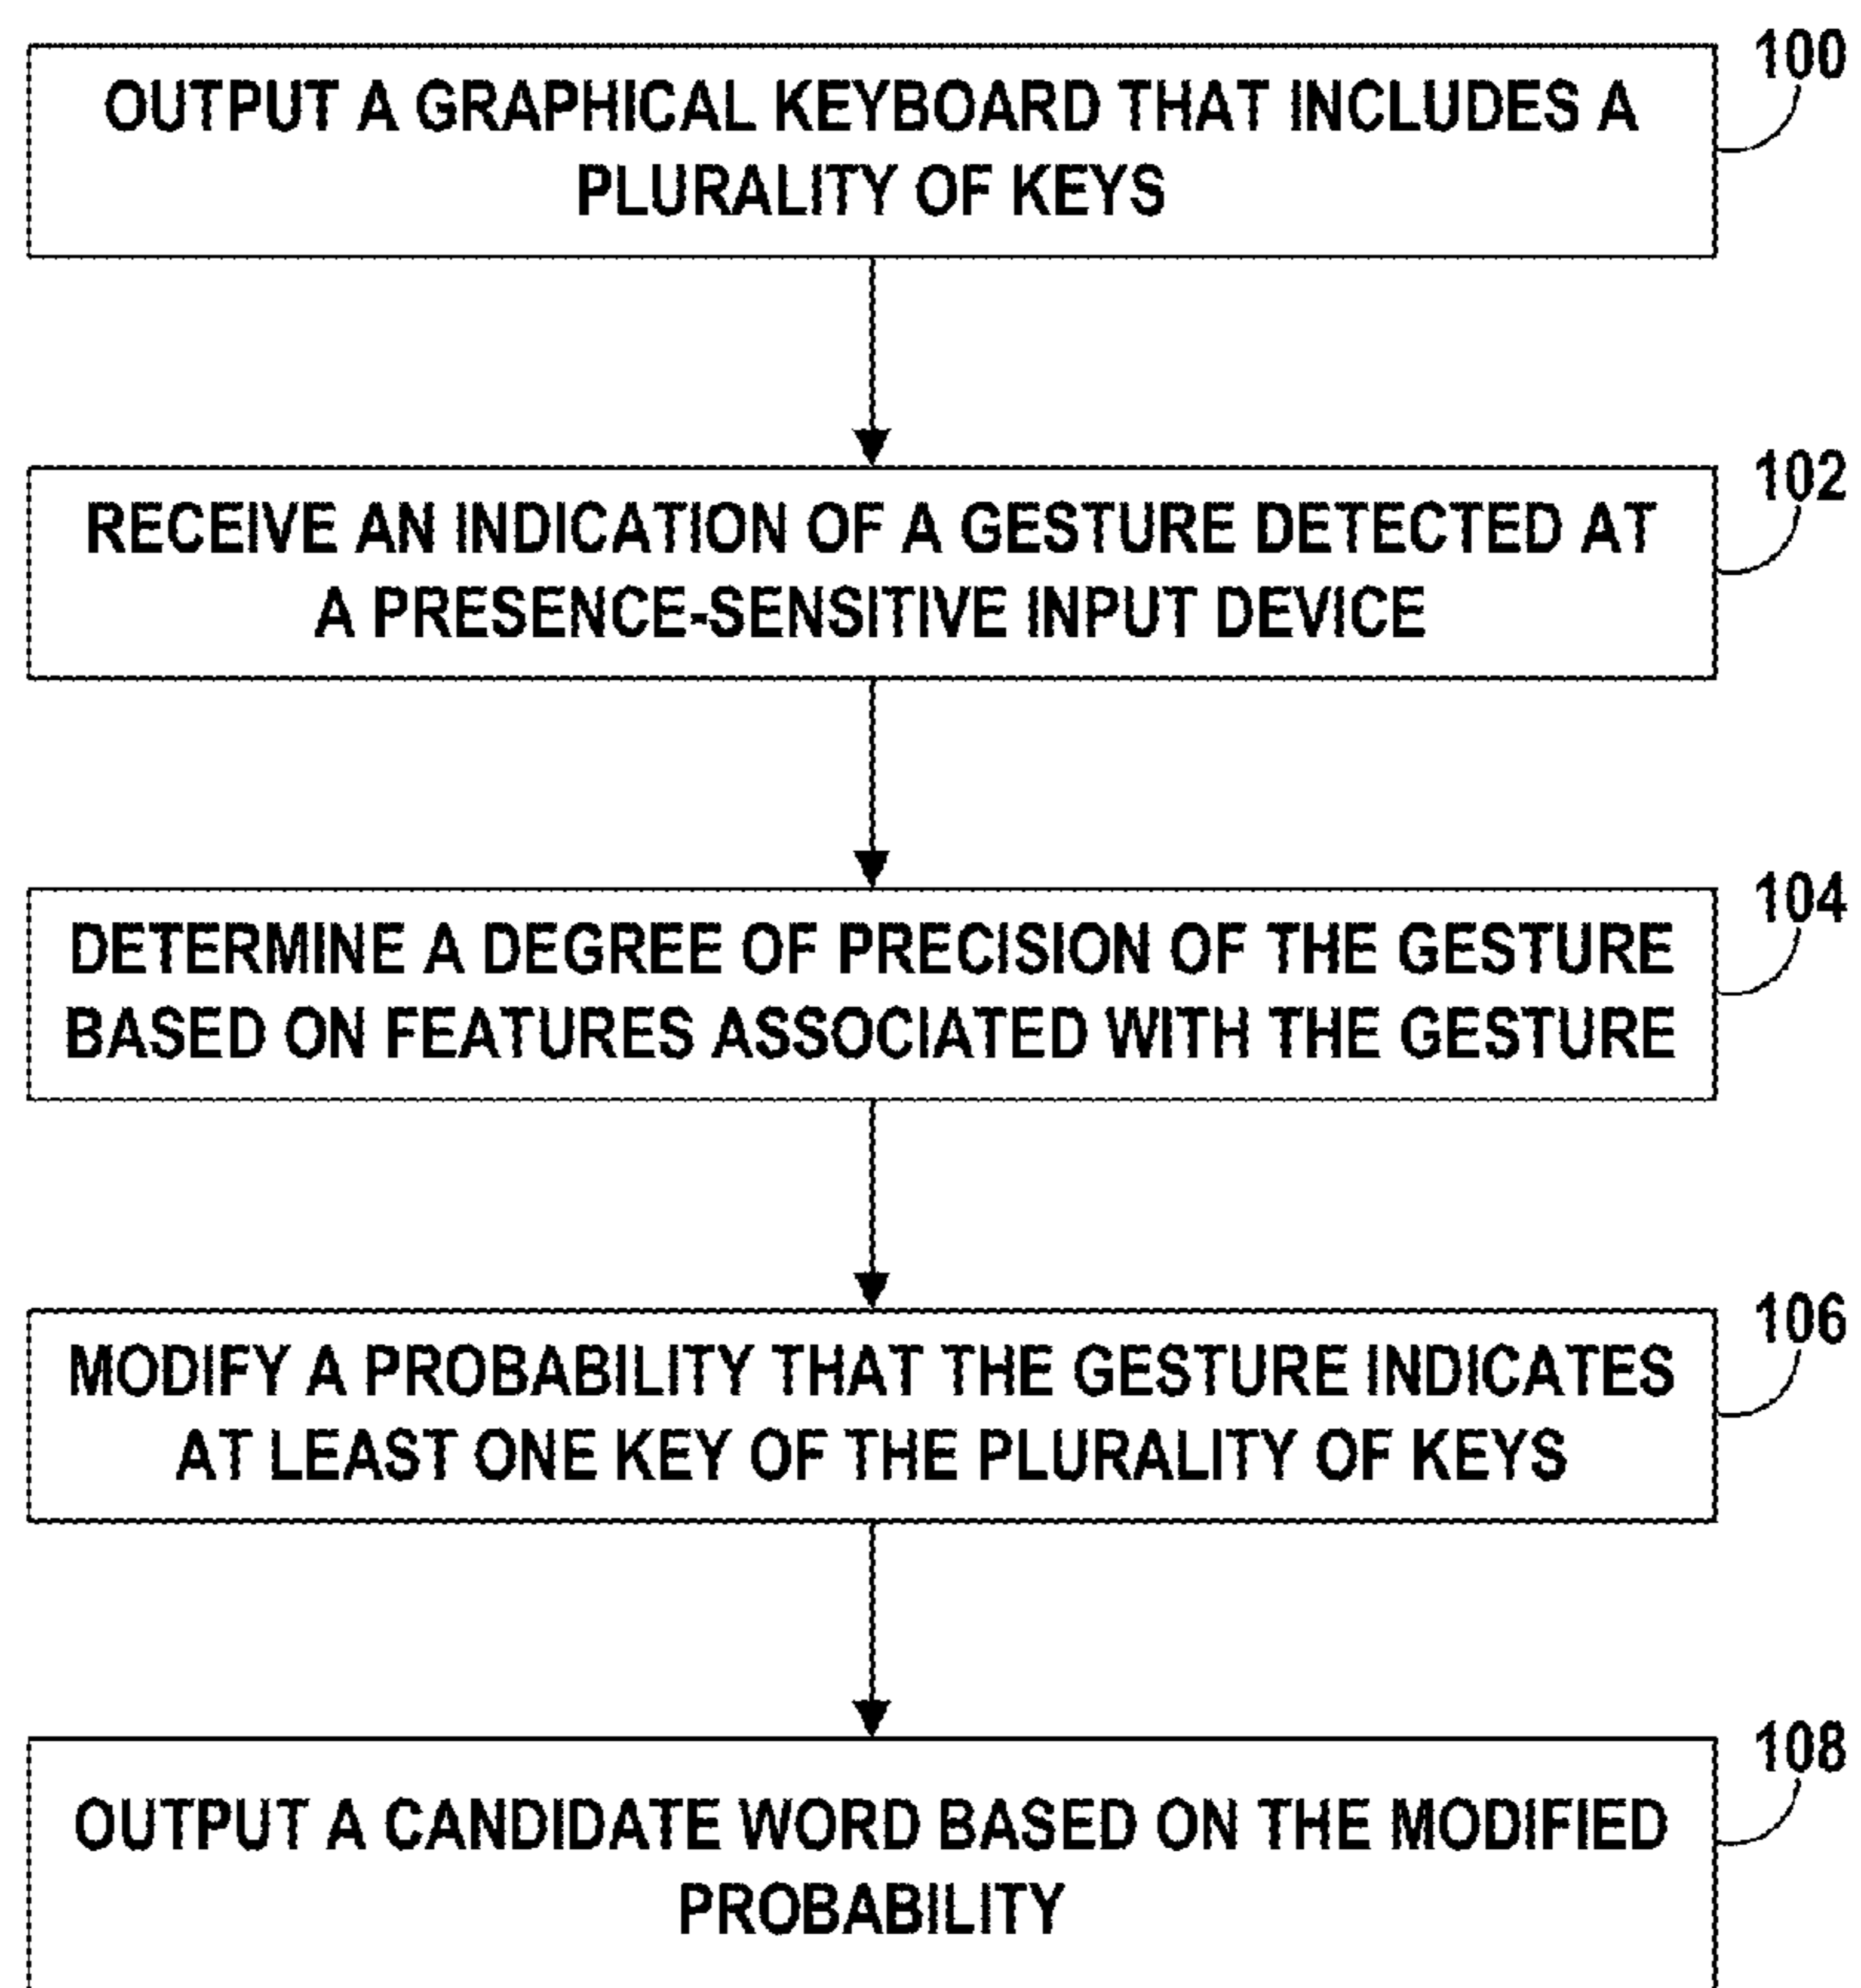 100
OUTPUT A GRAPHICAL KEYBOARD THAT INCLUDES A
PLURALITY OF KEYS
102
RECEIVE AN INDICATION OF A GESTURE DETECTED AT
A PRESENCE-SENSITIVE INPUT DEVICE
104
DETERMINE A DEGREE OF PRECISION OF THE GESTURE
BASED ON FEATURES ASSOCIATED WITH THE GESTURE
106
MODIFY A PROBABILITY THAT THE GESTURE INDICATES
AT LEAST ONE KEY OF THE PLURALITY OF KEYS
108
OUTPUT A CANDIDATE WORD BASED ON THE MODIFIED
PROBABILITY